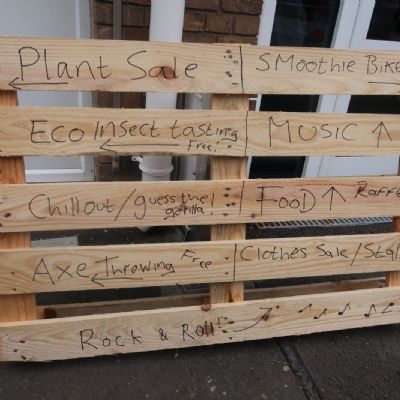 Plant Sale
SMoothie Bike
Eco Insect tasting
Free!
MUSIC
Chillout/guess the
gorilla!
FOOD
Raffle
Axe Throwing Free
Clothes Sale/Stall
Rock & Roll!